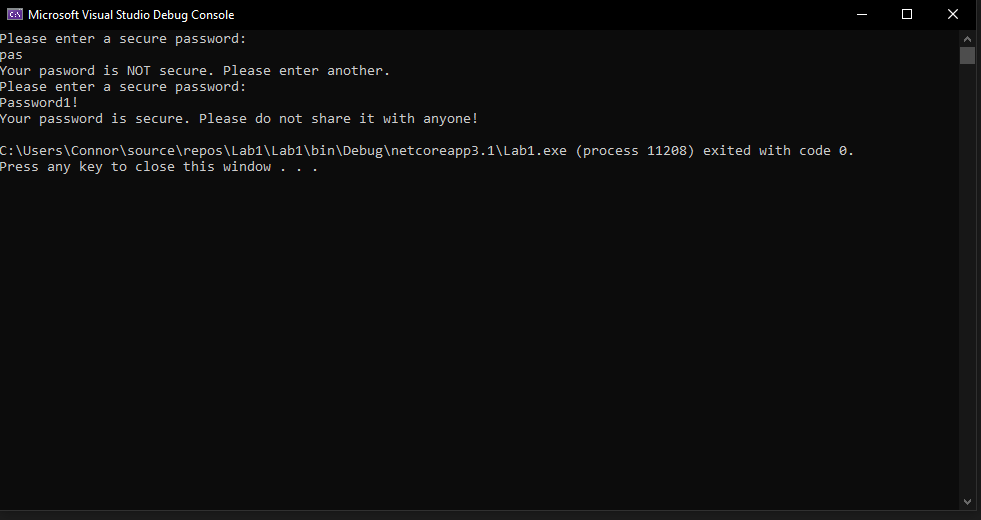 Microsoft Visual Studio Debug Console
Please enter a secure password:
pas
Your pasword is NOT secure. Please enter another.
Please enter a secure password:
Password1!
Your password is secure. Please do not share it with anyone!
C:\Users\Connor\source\repos\Lab1\Lab1\bin\Debug\netcoreapp3.1\Lab1.exe (process 11208) exited with code 0.
Press any key to close this window . . .